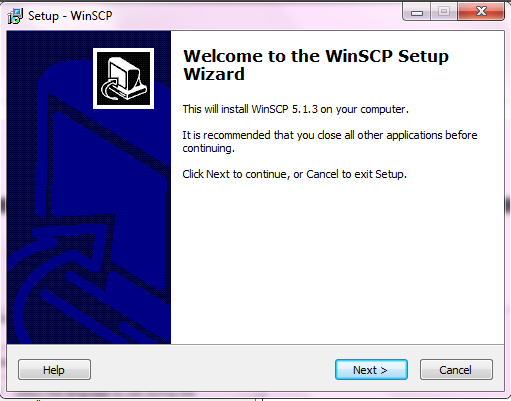 Setup - WinSCP
Welcome to the WinSCP Setup
Wizard
This will install WinSCP 5.1.3 on your computer.
It is recommended that you close all other applications before
continuing.
Click Next to continue, or Cancel to exit Setup.
Help
Next >
Cancel